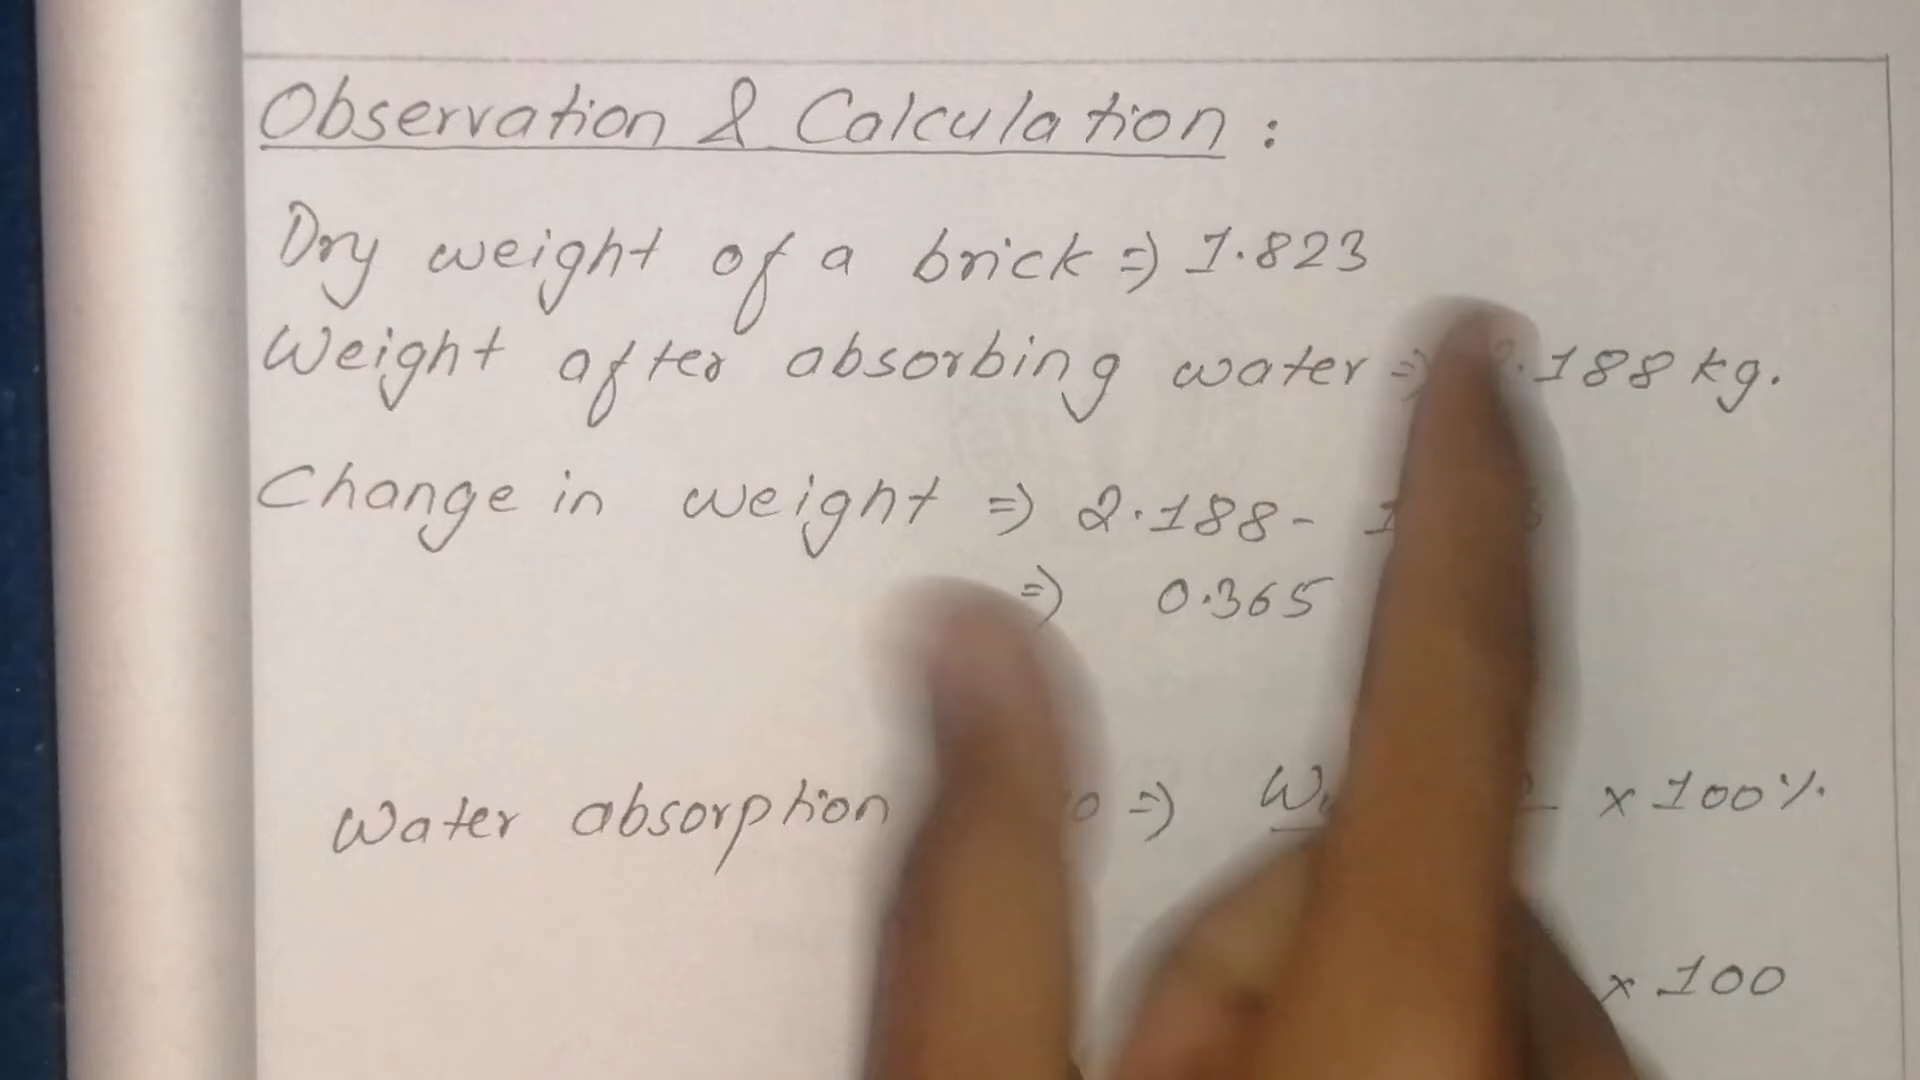 Observation & Calculation :
Dry weight of a brick => 1.823
Weight after absorbing water => .188 kg.
Change in weight => 2.188 - 1
=> 0.365
Water absorption => W x 100%
x 100